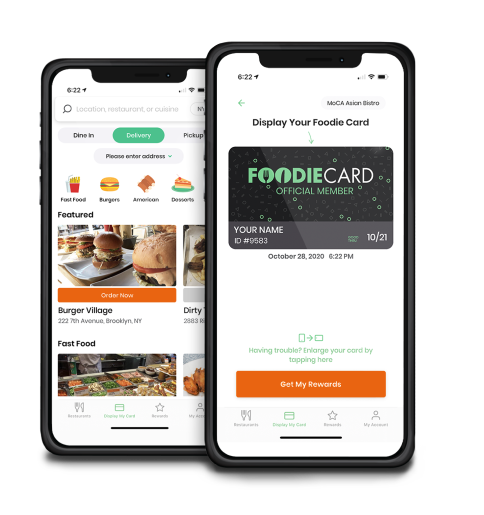 6:22
Location, restaurant, or cuisine
Dine in
Delivery
Pickup
Please enter address
Fast Food
Burgers
American
Desserts
Featured
Order Now
Burger Village
Dirty
222 7th Avenue, Brooklyn, NY
2883 B
Fast Food
Restaurants
Display My Card
Rewards
My A
6:22
MoCA Asian Bistro
Display Your Foodie Card
FOODIECARD
OFFICIAL MEMBER
YOUR NAME
ID #9583
10/21
October 28, 2020 6:22 PM
Having trouble? Enlarge your card by
tapping here
Get My Rewards
Restaurants
Display My Card
Rewards
My Account